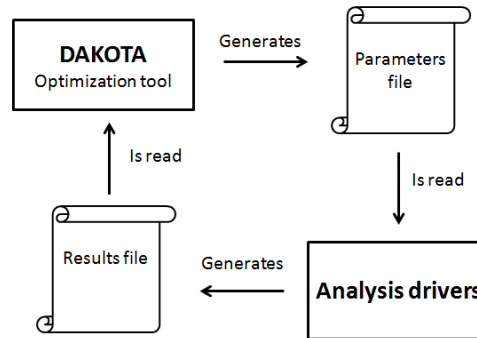 DAKOTA
Optimization tool
Generates
Parameters
file
Is read
Is read
Results file
Generates
Analysis drivers